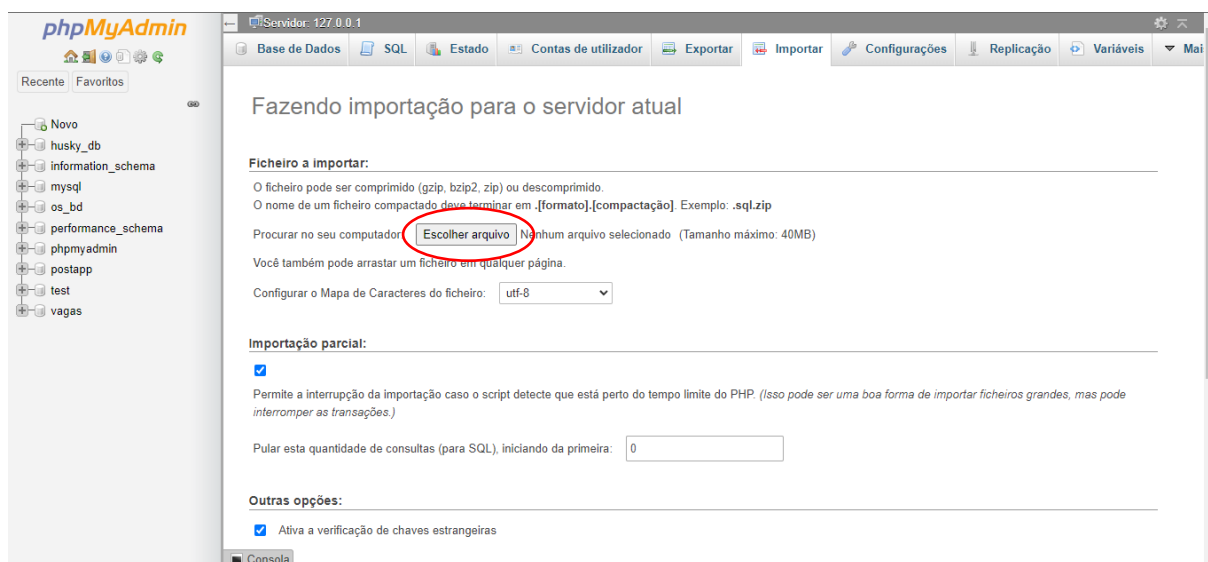 phpMyAdmin
Recente Favoritos
Novo
husky_db
information_schema
mysql
os_bd
performance_schema
phpmyadmin
postapp
test
vagas
Servidor: 127.0.0.1
Base de Dados SQL Estado Contas de utilizador Exportar Importar Configurações Replicação Variáveis Mai
Fazendo importação para o servidor atual
Ficheiro a importar:
O ficheiro pode ser comprimido (gzip, bzip2, zip) ou descomprimido.
O nome de um ficheiro compactado deve terminar em .[formato].[compactação]. Exemplo: .sql.zip
Procurar no seu computador: Escolher arquivo Nenhum arquivo selecionado (Tamanho máximo: 40MB)
Você também pode arrastar um ficheiro em qualquer página.
Configurar o Mapa de Caracteres do ficheiro: utf-8
Importação parcial:
Permite a interrupção da importação caso o script detecte que está perto do tempo limite do PHP. (Isso pode ser uma boa forma de importar ficheiros grandes, mas pode
interromper as transações.)
Pular esta quantidade de consultas (para SQL), iniciando da primeira: 0
Outras opções:
Ativa a verificação de chaves estrangeiras
Consola